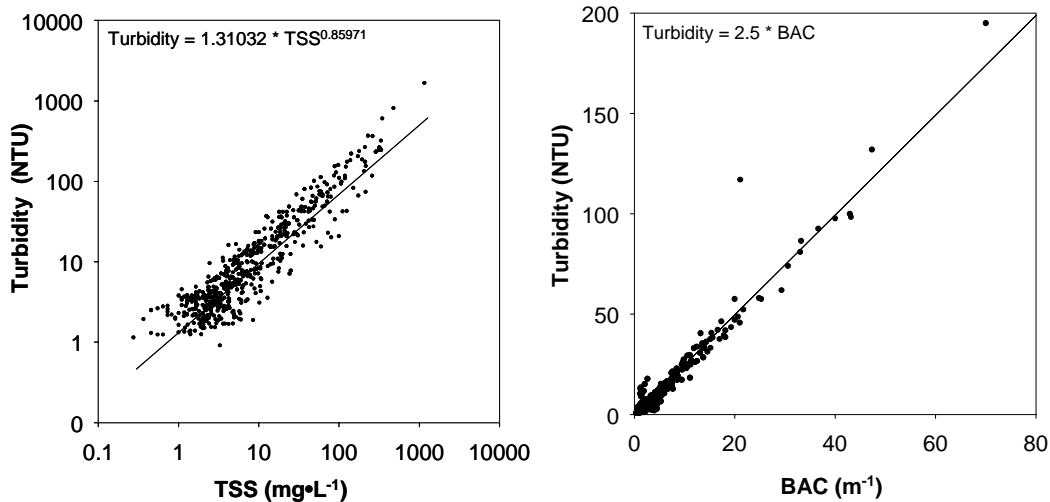 Turbidity = 1.31032 * TSS^0.85971
10000
1000
100
10
1
0
Turbidity (NTU)
0.1 1 10 100 1000 10000
TSS (mg•L^-1)
Turbidity = 2.5 * BAC
200
150
100
50
0
Turbidity (NTU)
0 20 40 60 80
BAC (m^-1)